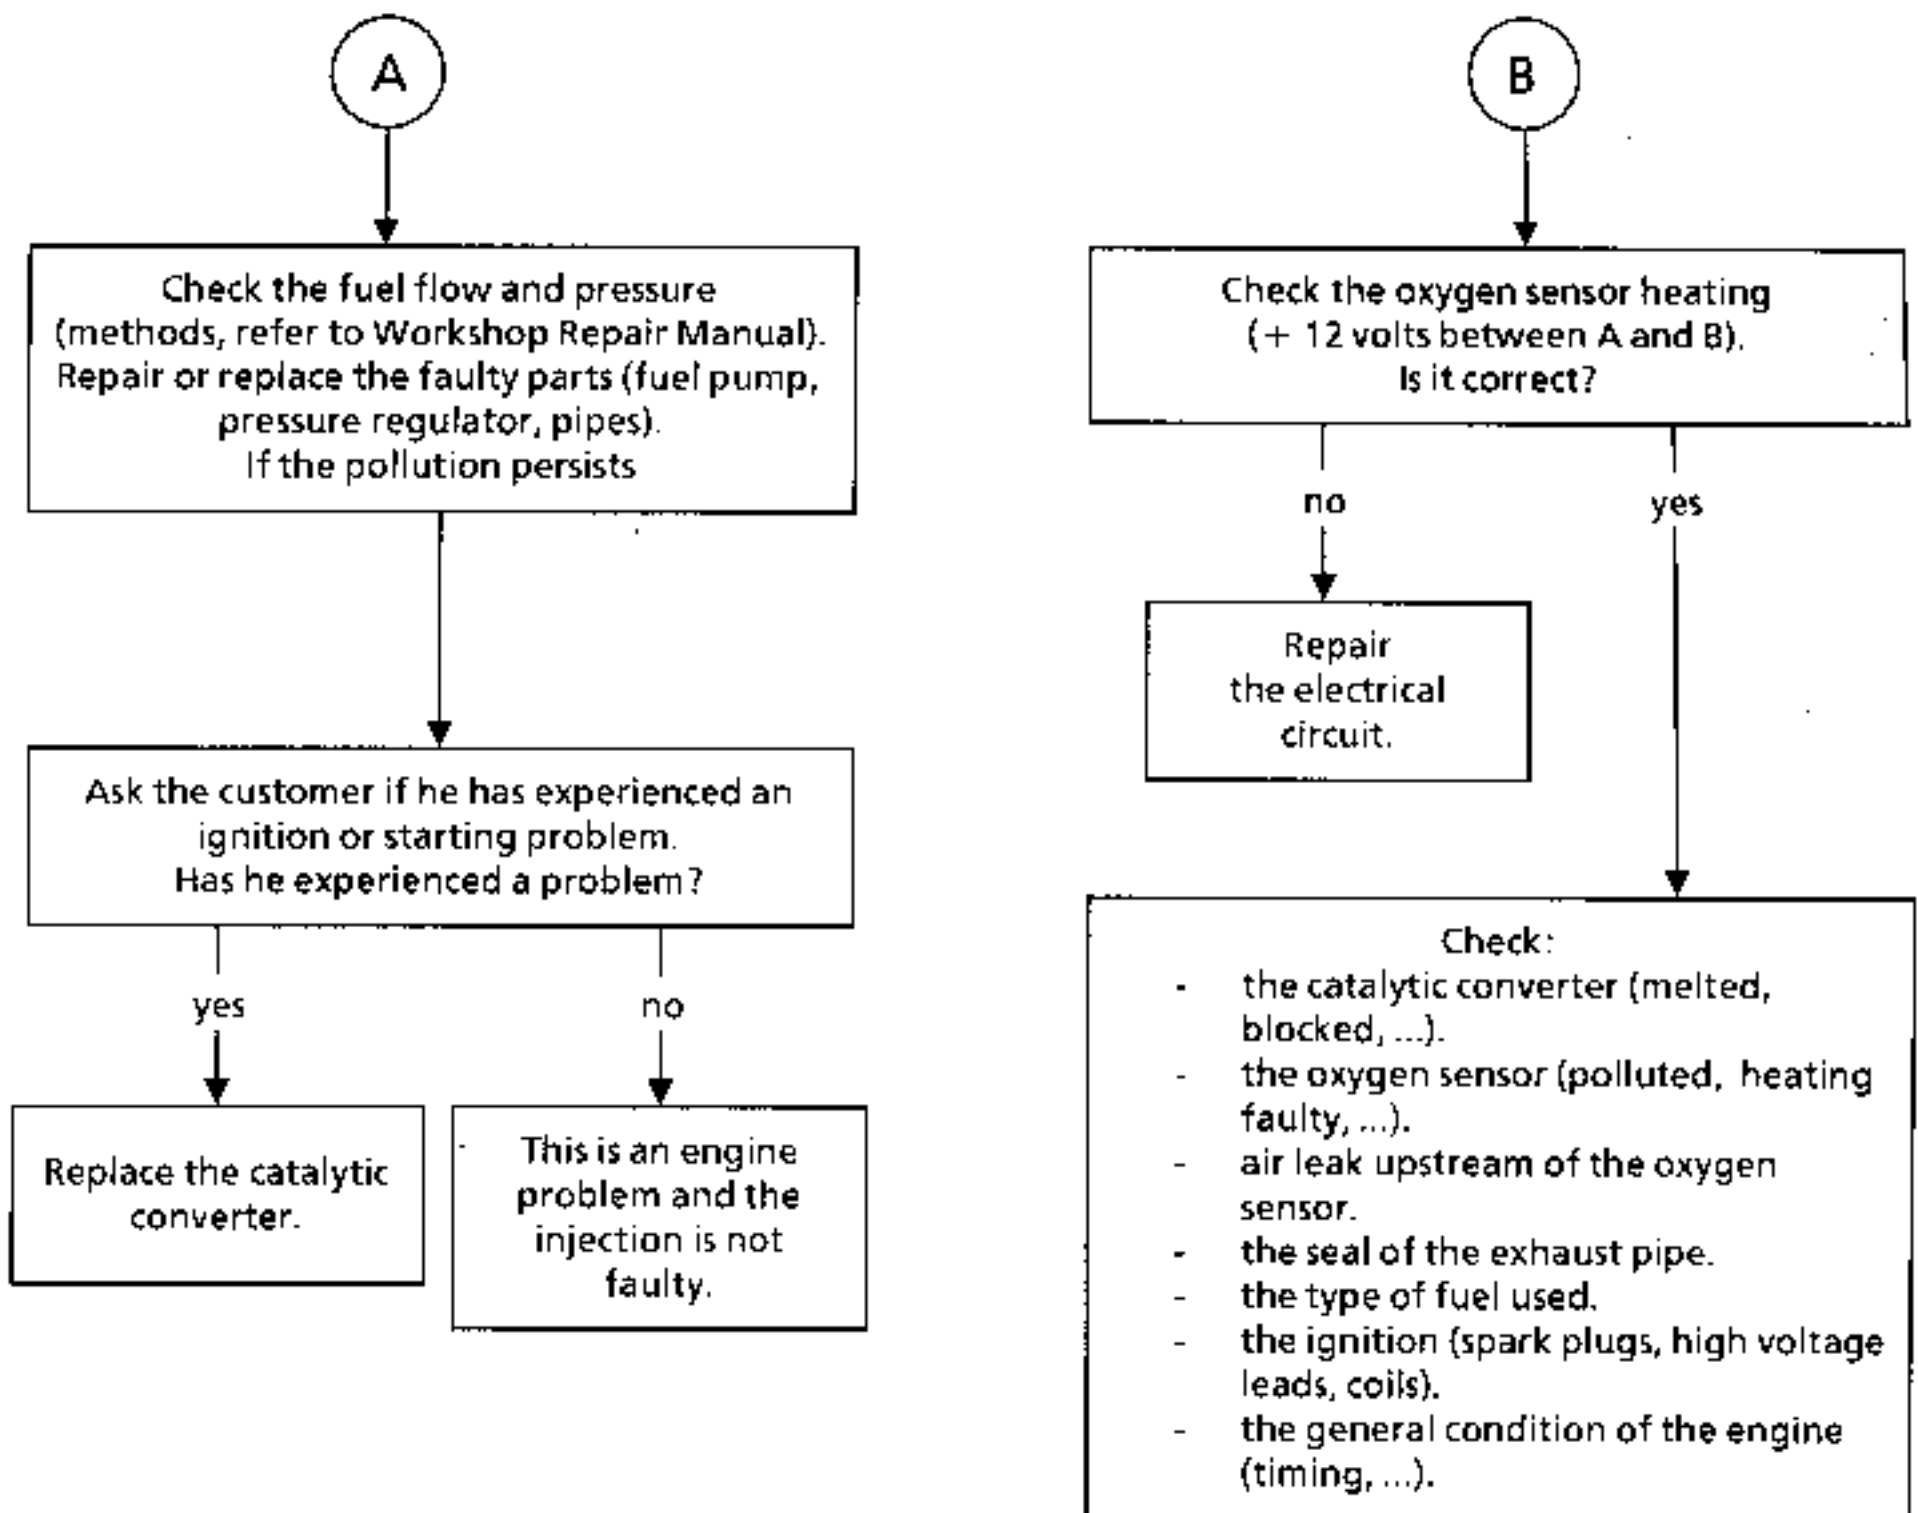 A
Check the fuel flow and pressure
(methods, refer to Workshop Repair Manual).
Repair or replace the faulty parts (fuel pump,
pressure regulator, pipes).
If the pollution persists
Ask the customer if he has experienced an
ignition or starting problem.
Has he experienced a problem?
yes
no
Replace the catalytic
converter.
This is an engine
problem and the
injection is not
faulty.
B
Check the oxygen sensor heating
(+ 12 volts between A and B).
Is it correct?
no
yes
Repair
the electrical
circuit.
Check:
- the catalytic converter (melted,
blocked, ...).
- the oxygen sensor (polluted, heating
faulty, ...).
- air leak upstream of the oxygen
sensor.
- the seal of the exhaust pipe.
- the type of fuel used.
- the ignition (spark plugs, high voltage
leads, coils).
- the general condition of the engine
(timing, ...).